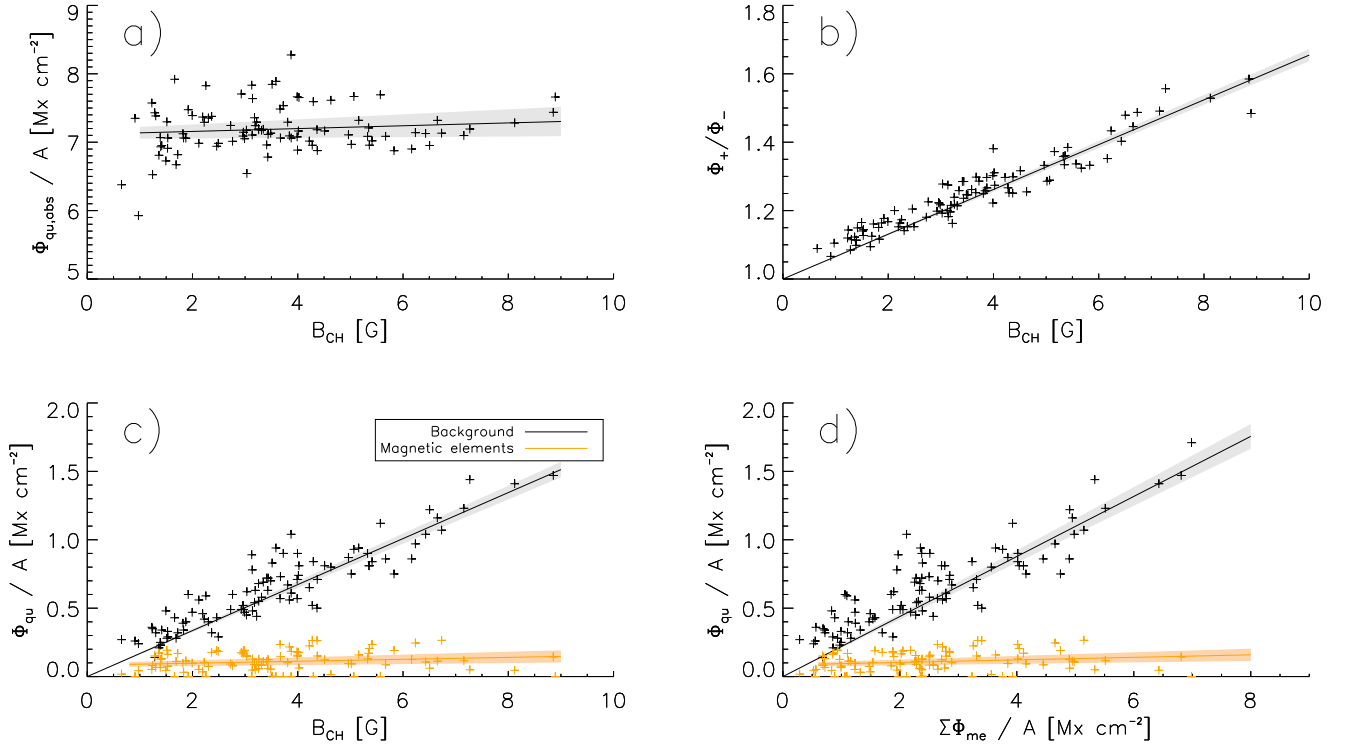 a)
Φqu,abs / A [Mx cm⁻²]
9
8
7
6
5
0 2 4 6 8 10
B_CH [G]
b)
Φ₊/Φ₋
1.8
1.6
1.4
1.2
1.0
0 2 4 6 8 10
B_CH [G]
c)
Φqu / A [Mx cm⁻²]
2.0
1.5
1.0
0.5
0.0
Background
Magnetic elements
0 2 4 6 8 10
B_CH [G]
d)
Φqu / A [Mx cm⁻²]
2.0
1.5
1.0
0.5
0.0
0 2 4 6 8
ΣΦme / A [Mx cm⁻²]